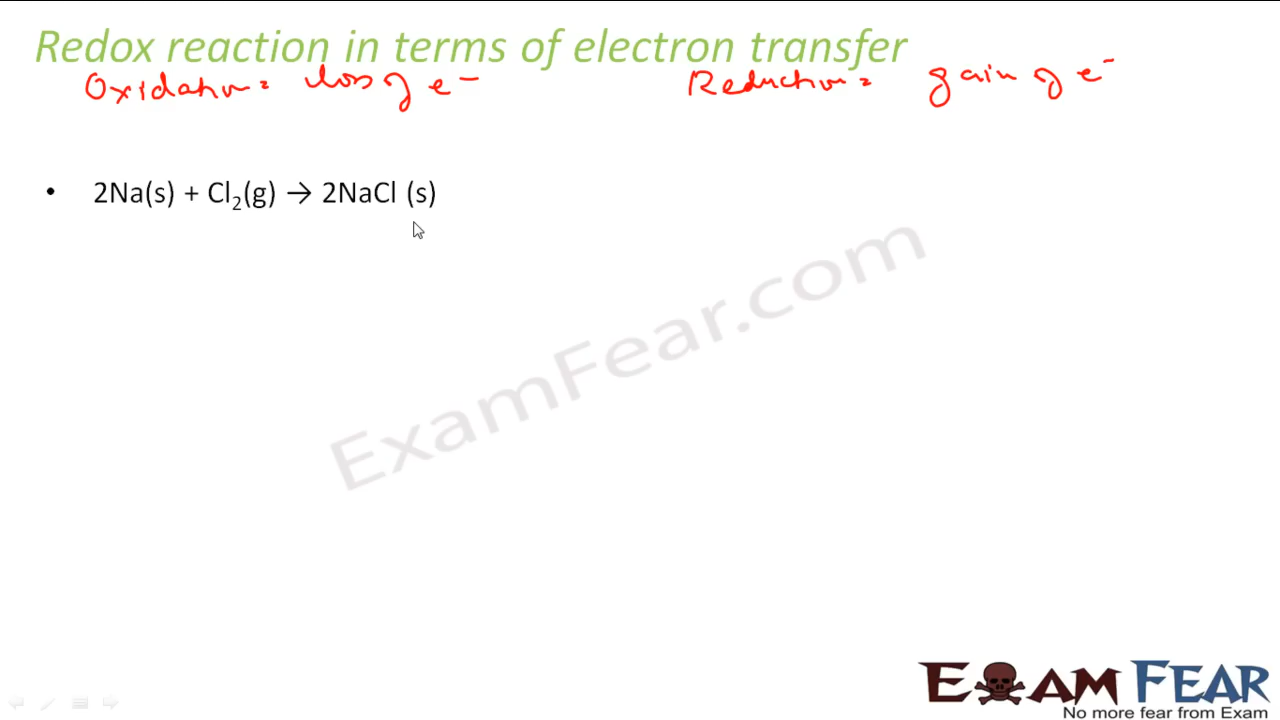 Redox reaction in terms of electron transfer
Oxidation = loss of e⁻ Reduction = gain of e⁻
• 2Na(s) + Cl₂(g) → 2NaCl (s)
ExamFear.com
EXAM FEAR
No more fear from Exam